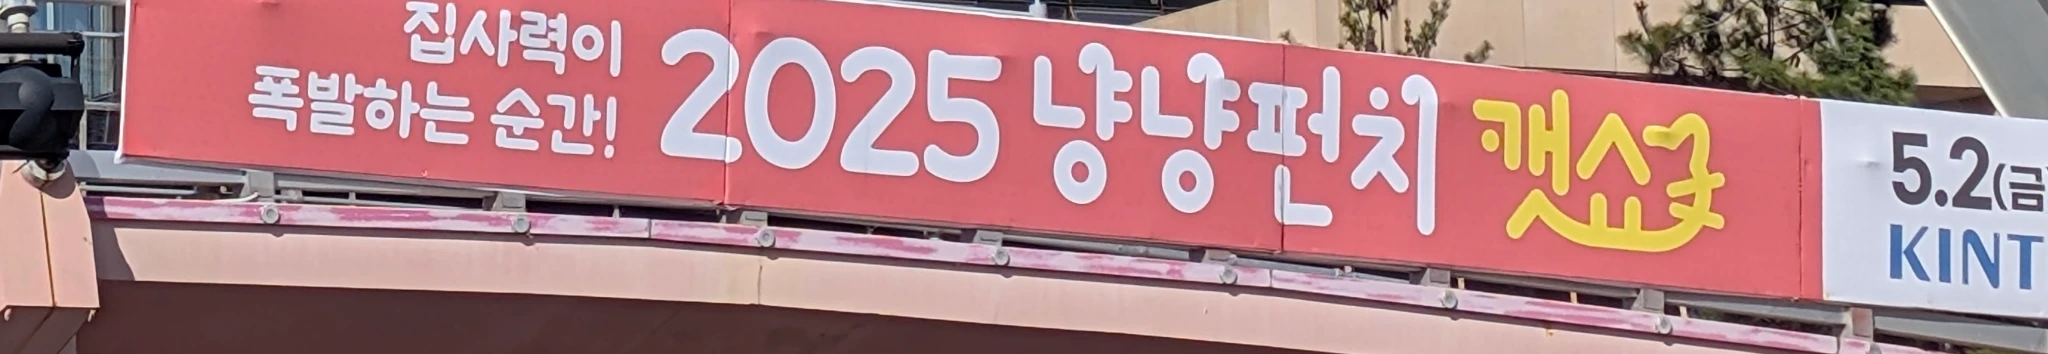 집사력이
폭발하는 순간!
2025 냥냥펀치 캣쇼
5.2(금
KINT